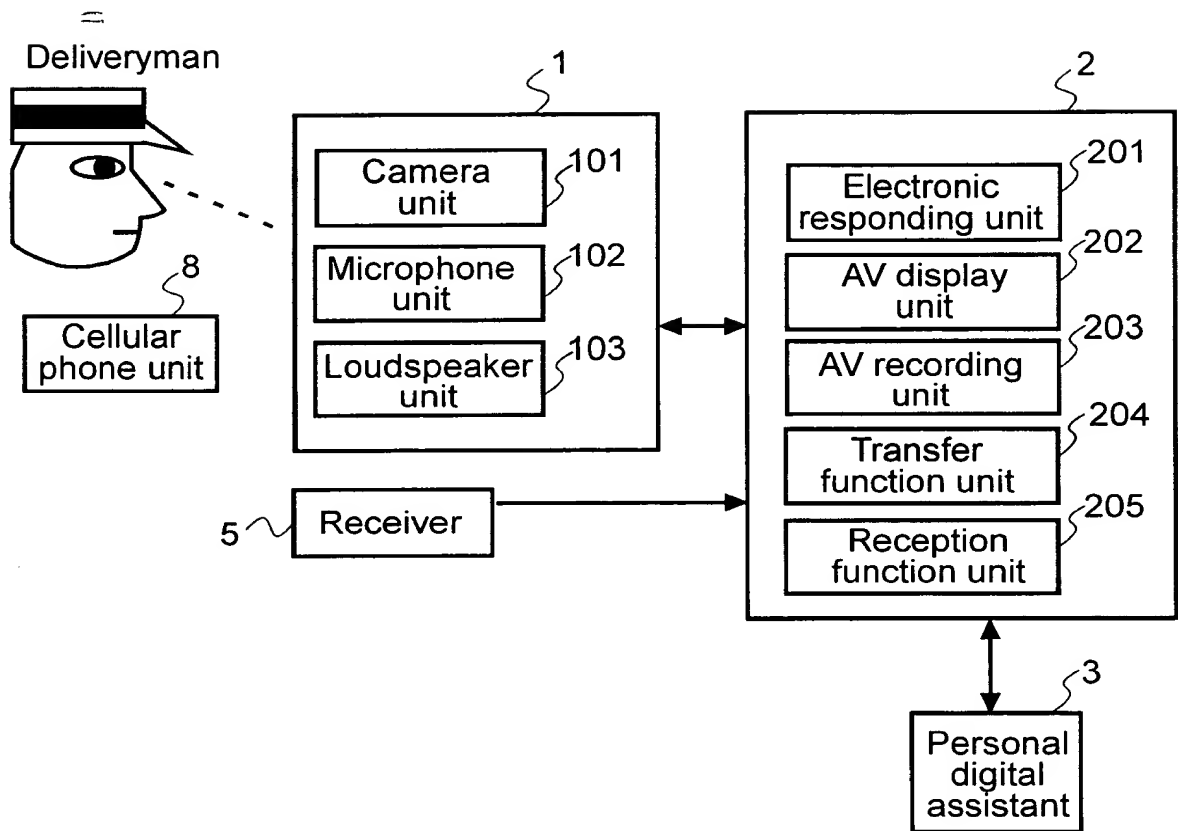 Deliveryman
1
2
Camera
unit
101
Microphone
unit
102
Loudspeaker
unit
103
8
Cellular
phone unit
5
Receiver
Electronic
responding unit
201
AV display
unit
202
AV recording
unit
203
Transfer
function unit
204
Reception
function unit
205
3
Personal
digital
assistant